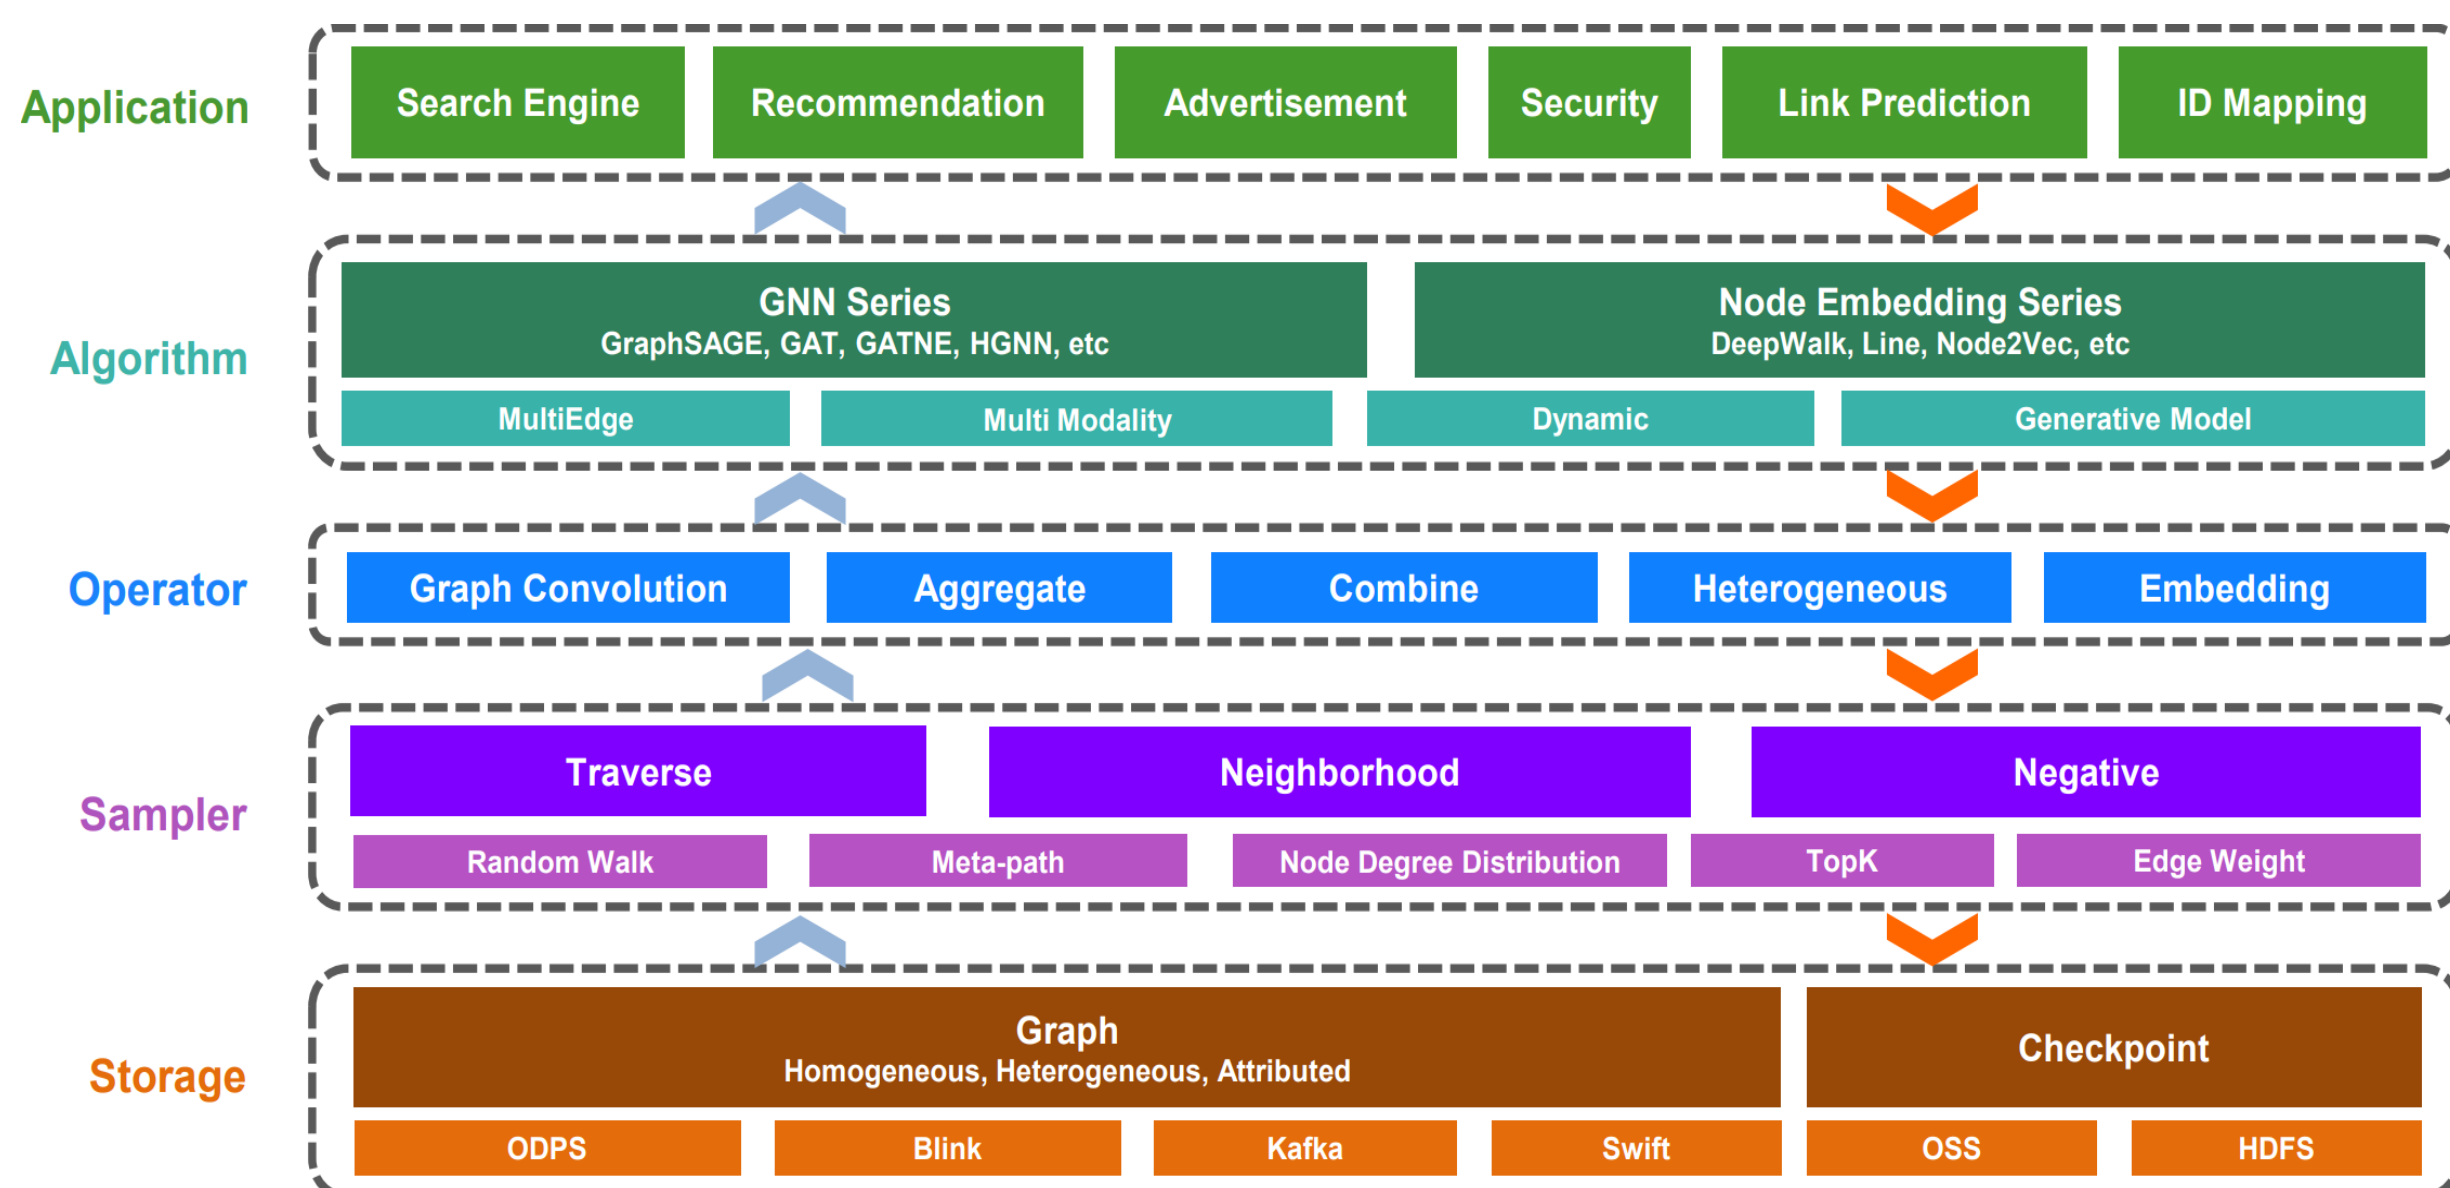 Application
Search Engine
Recommendation
Advertisement
Security
Link Prediction
ID Mapping
Algorithm
GNN Series
GraphSAGE, GAT, GATNE, HGNN, etc
Node Embedding Series
DeepWalk, Line, Node2Vec, etc
MultiEdge
Multi Modality
Dynamic
Generative Model
Operator
Graph Convolution
Aggregate
Combine
Heterogeneous
Embedding
Sampler
Traverse
Neighborhood
Negative
Random Walk
Meta-path
Node Degree Distribution
TopK
Edge Weight
Storage
Graph
Homogeneous, Heterogeneous, Attributed
Checkpoint
ODPS
Blink
Kafka
Swift
OSS
HDFS